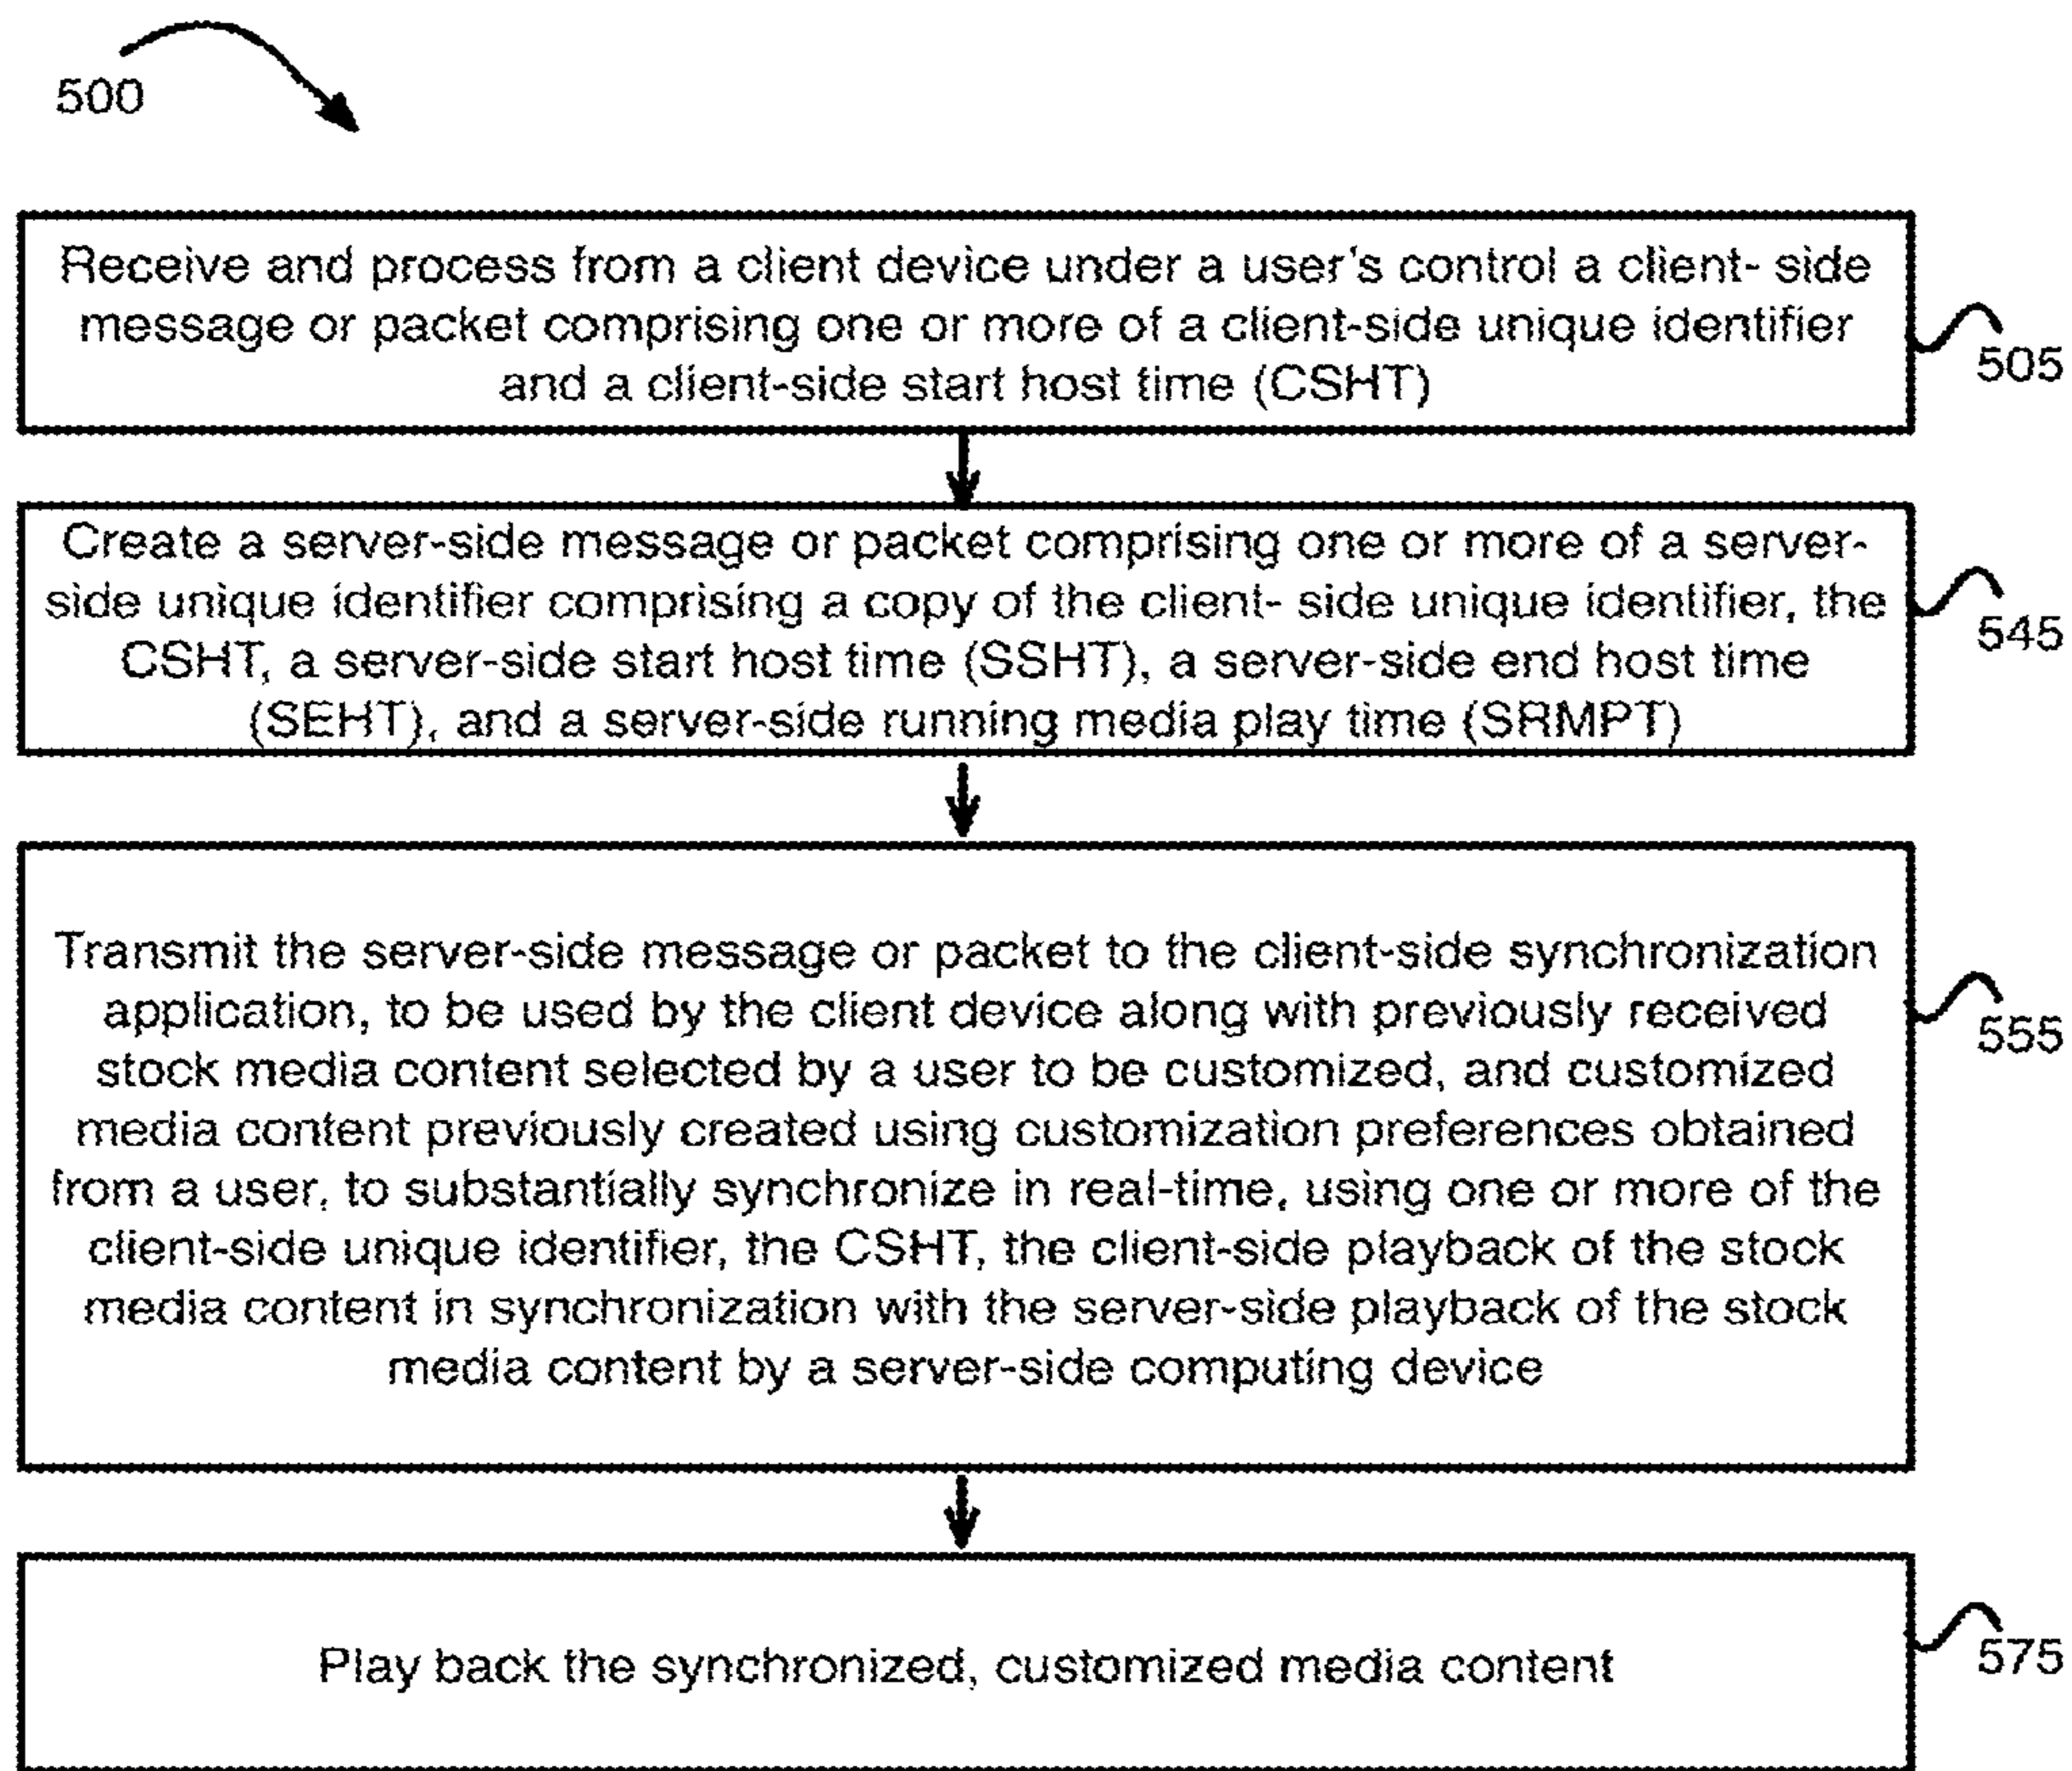 500
Receive and process from a client device under a user's control a client- side
message or packet comprising one or more of a client-side unique identifier
and a client-side start host time (CSHT)
505
Create a server-side message or packet comprising one or more of a server-
side unique identifier comprising a copy of the client- side unique identifier, the
CSHT, a server-side start host time (SSHT), a server-side end host time
(SEHT), and a server-side running media play time (SRMPT)
545
Transmit the server-side message or packet to the client-side synchronization
application, to be used by the client device along with previously received
stock media content selected by a user to be customized, and customized
media content previously created using customization preferences obtained
from a user, to substantially synchronize in real-time, using one or more of the
client-side unique identifier, the CSHT, the client-side playback of the stock
media content in synchronization with the server-side playback of the stock
media content by a server-side computing device
555
Play back the synchronized, customized media content
575